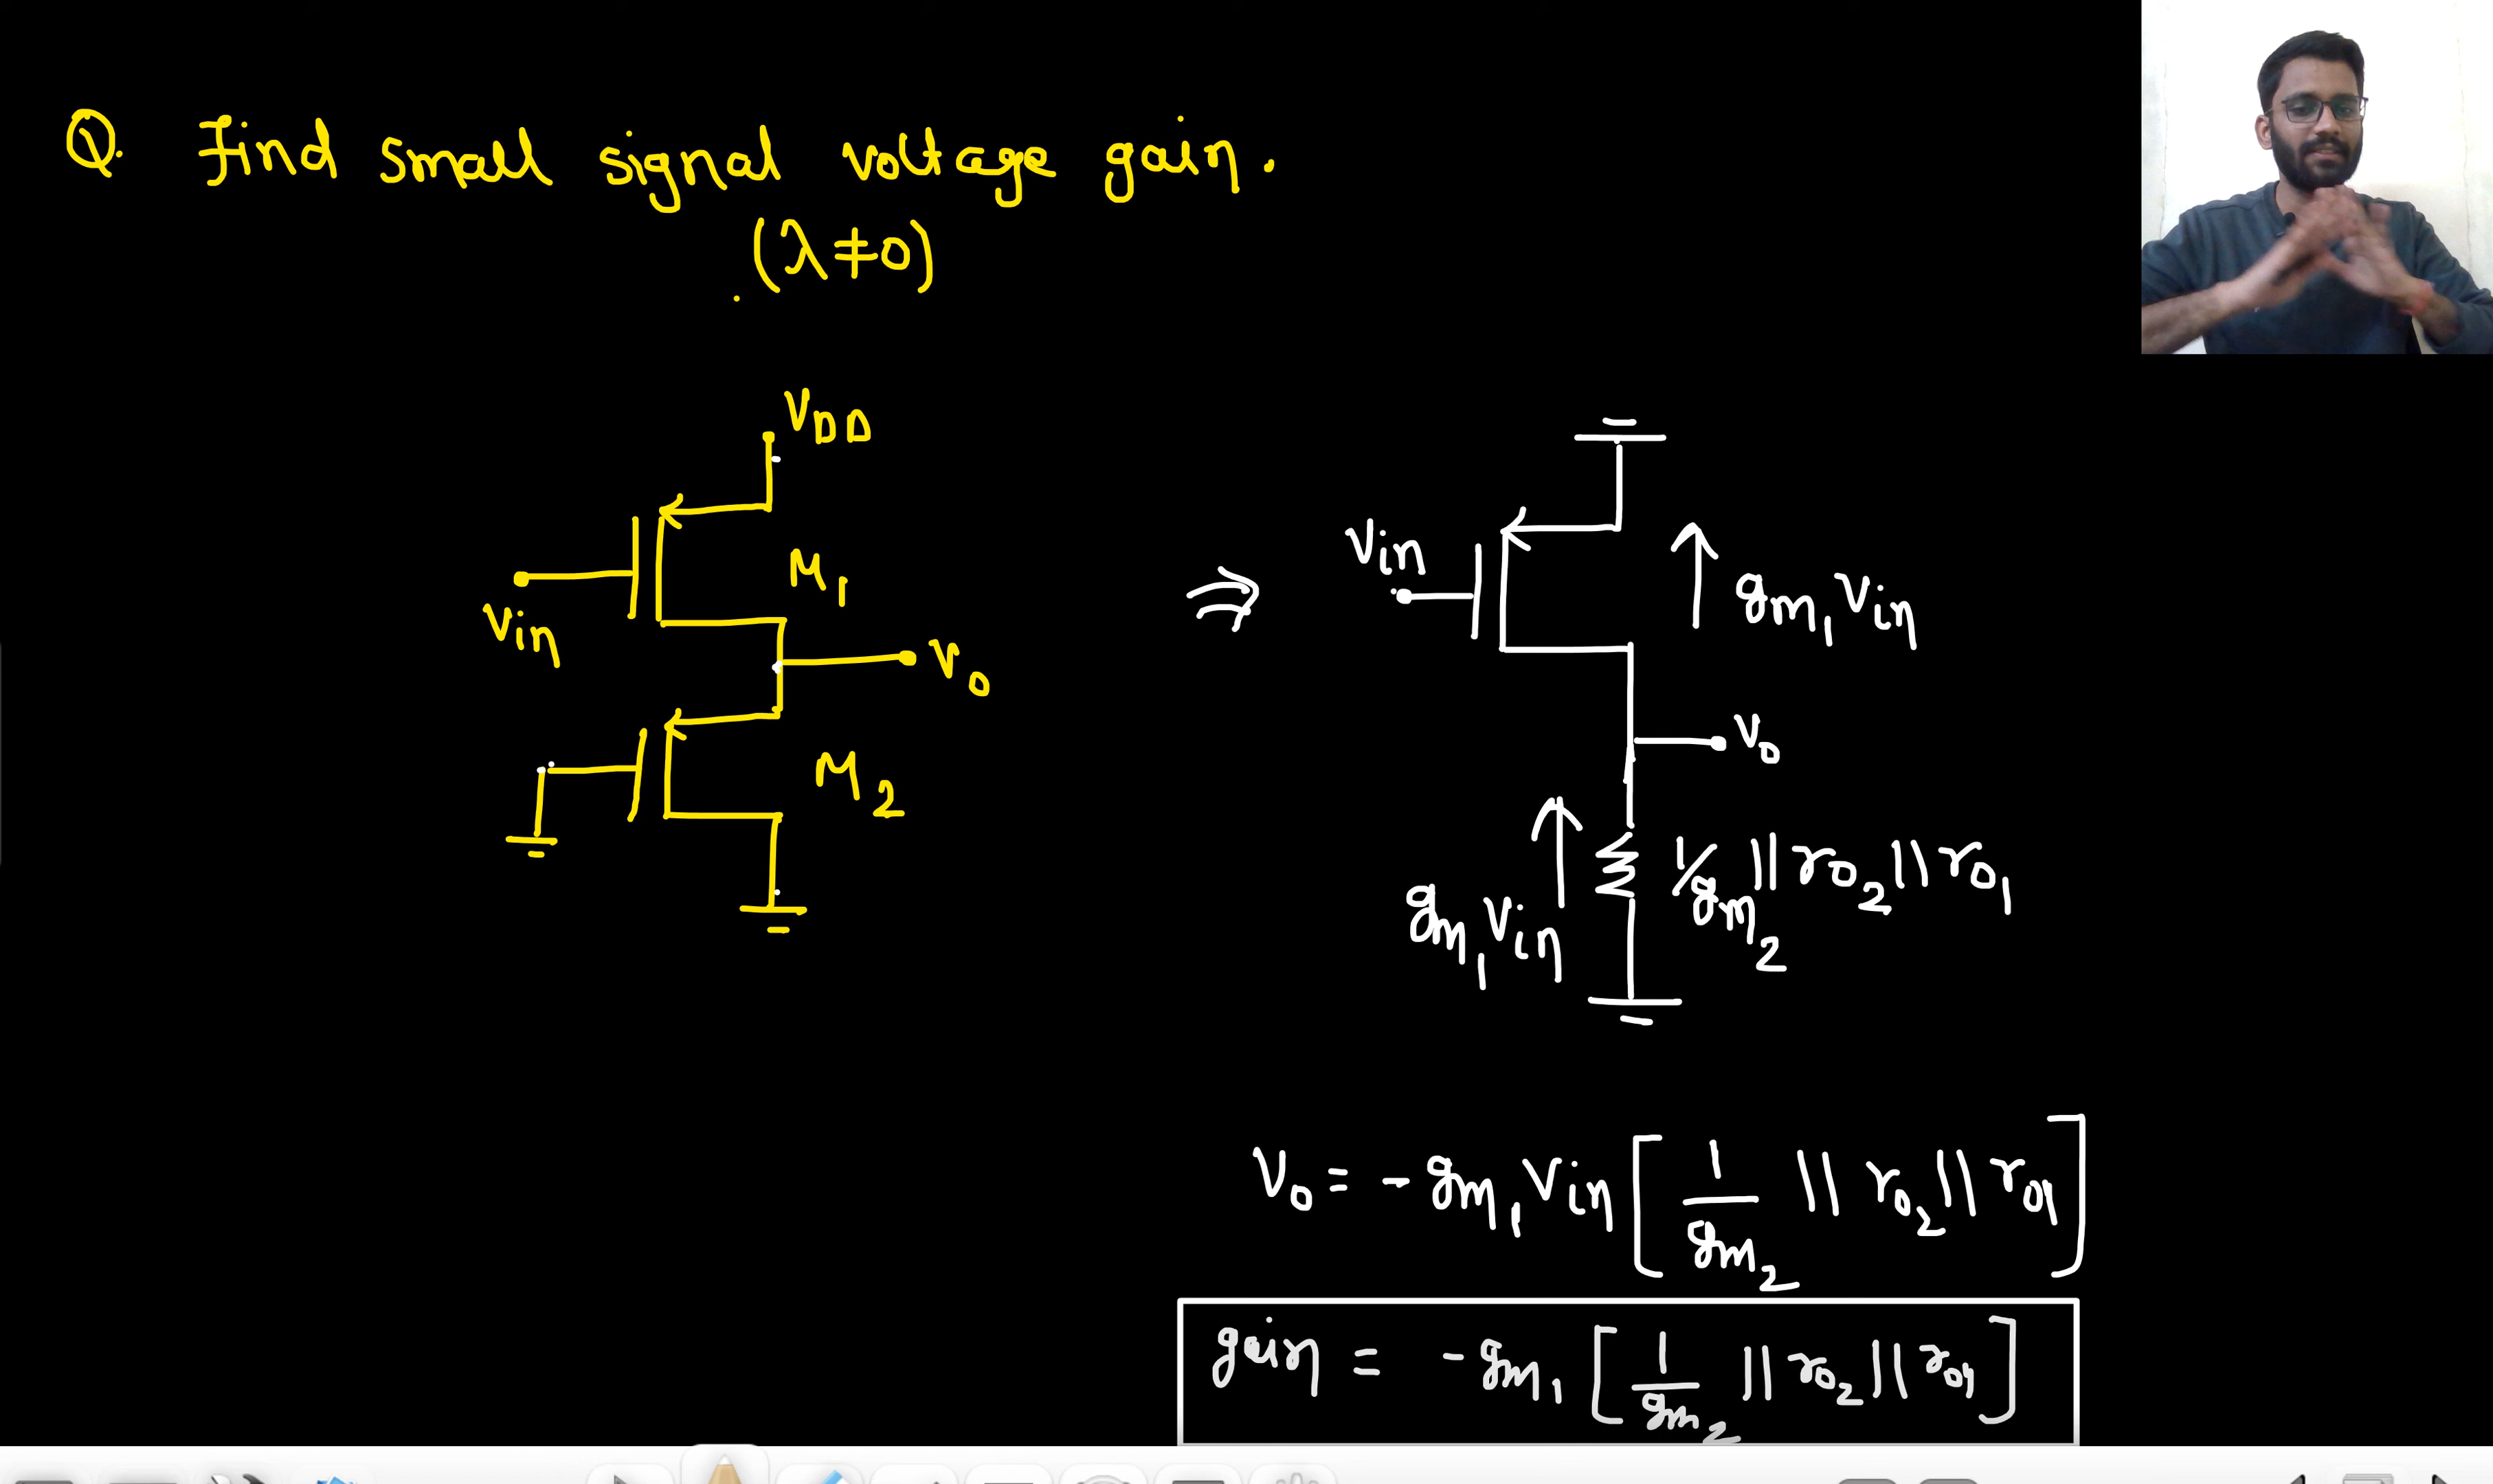 Q. Find small signal voltage gain.
(λ≠0)
VDD
Vin
M1
Vo
M2
⇒
Vin
gm1Vin
Vo
gm1Vin
1/gm2||ro2||ro1
Vo = -gm1Vin[1/gm2 || ro2||ro1]
gain = -gm1[1/gm2||ro2||ro1]